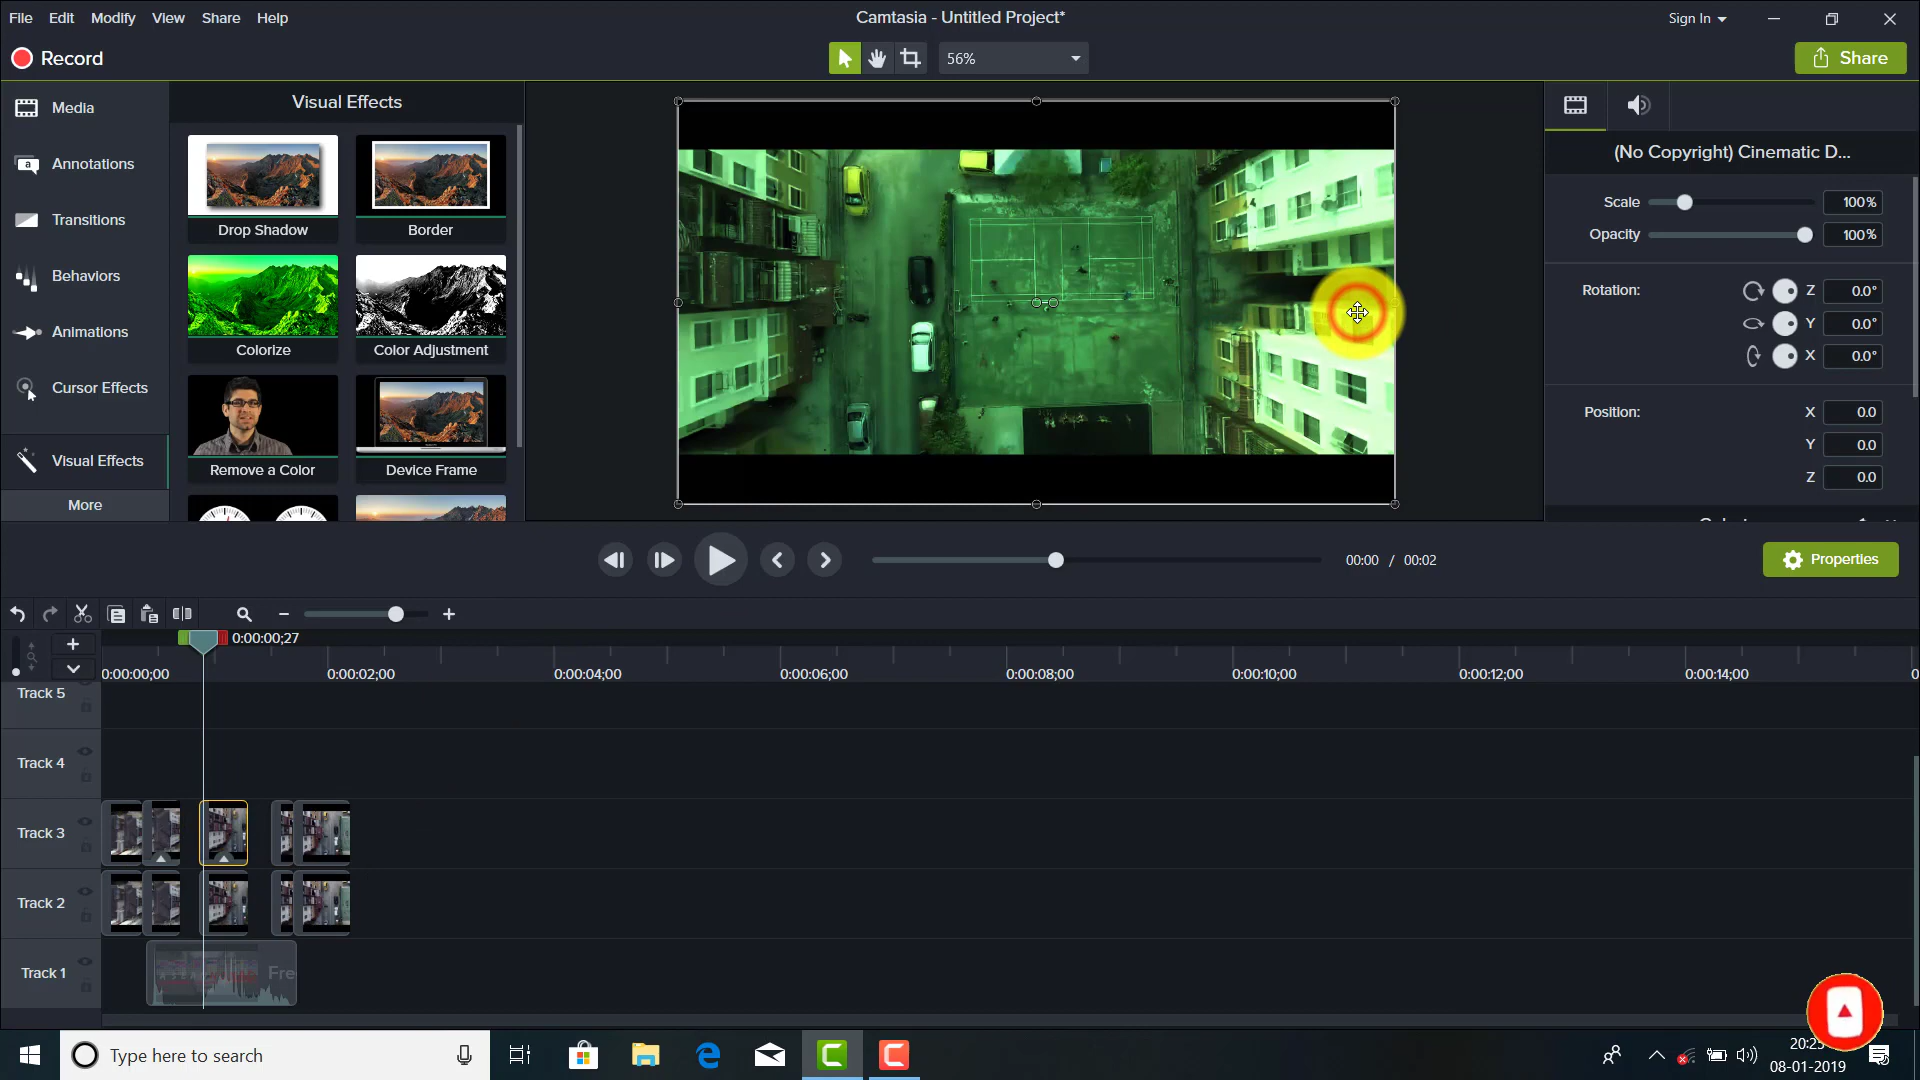 File Edit Modify View Share Help
Camtasia - Untitled Project*
Sign In
Record
56%
Share
Media
Annotations
Transitions
Behaviors
Animations
Cursor Effects
Visual Effects
More
Visual Effects
Drop Shadow
Border
Colorize
Color Adjustment
Remove a Color
Device Frame
(No Copyright) Cinematic D...
Scale 100%
Opacity 100%
Rotation: Z 0.0°
Y 0.0°
X 0.0°
Position: X 0.0
Y 0.0
Z 0.0
00:00 / 00:02
Properties
0:00:00;27
0:00:00;00 0:00:02;00 0:00:04;00 0:00:06;00 0:00:08;00 0:00:10;00 0:00:12;00 0:00:14;00 0
Track 5
Track 4
Track 3
Track 2
Track 1
Fre
Type here to search
08-01-2019